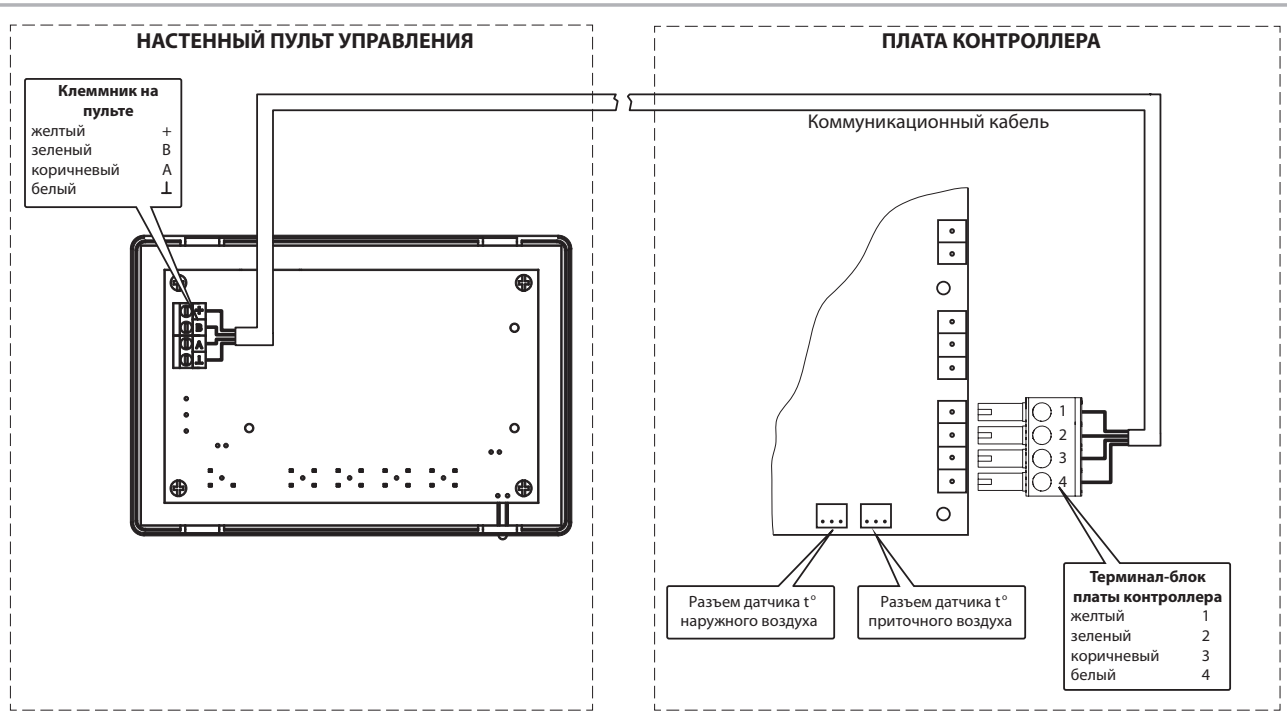 НАСТЕННЫЙ ПУЛЬТ УПРАВЛЕНИЯ
Клеммник на
пульте
желтый +
зеленый B
коричневый A
белый ⊥
+
B
A
⊥
ПЛАТА КОНТРОЛЛЕРА
Коммуникационный кабель
1
2
3
4
Разъем датчика t°
наружного воздуха
Разъем датчика t°
приточного воздуха
Терминал-блок
платы контроллера
желтый 1
зеленый 2
коричневый 3
белый 4